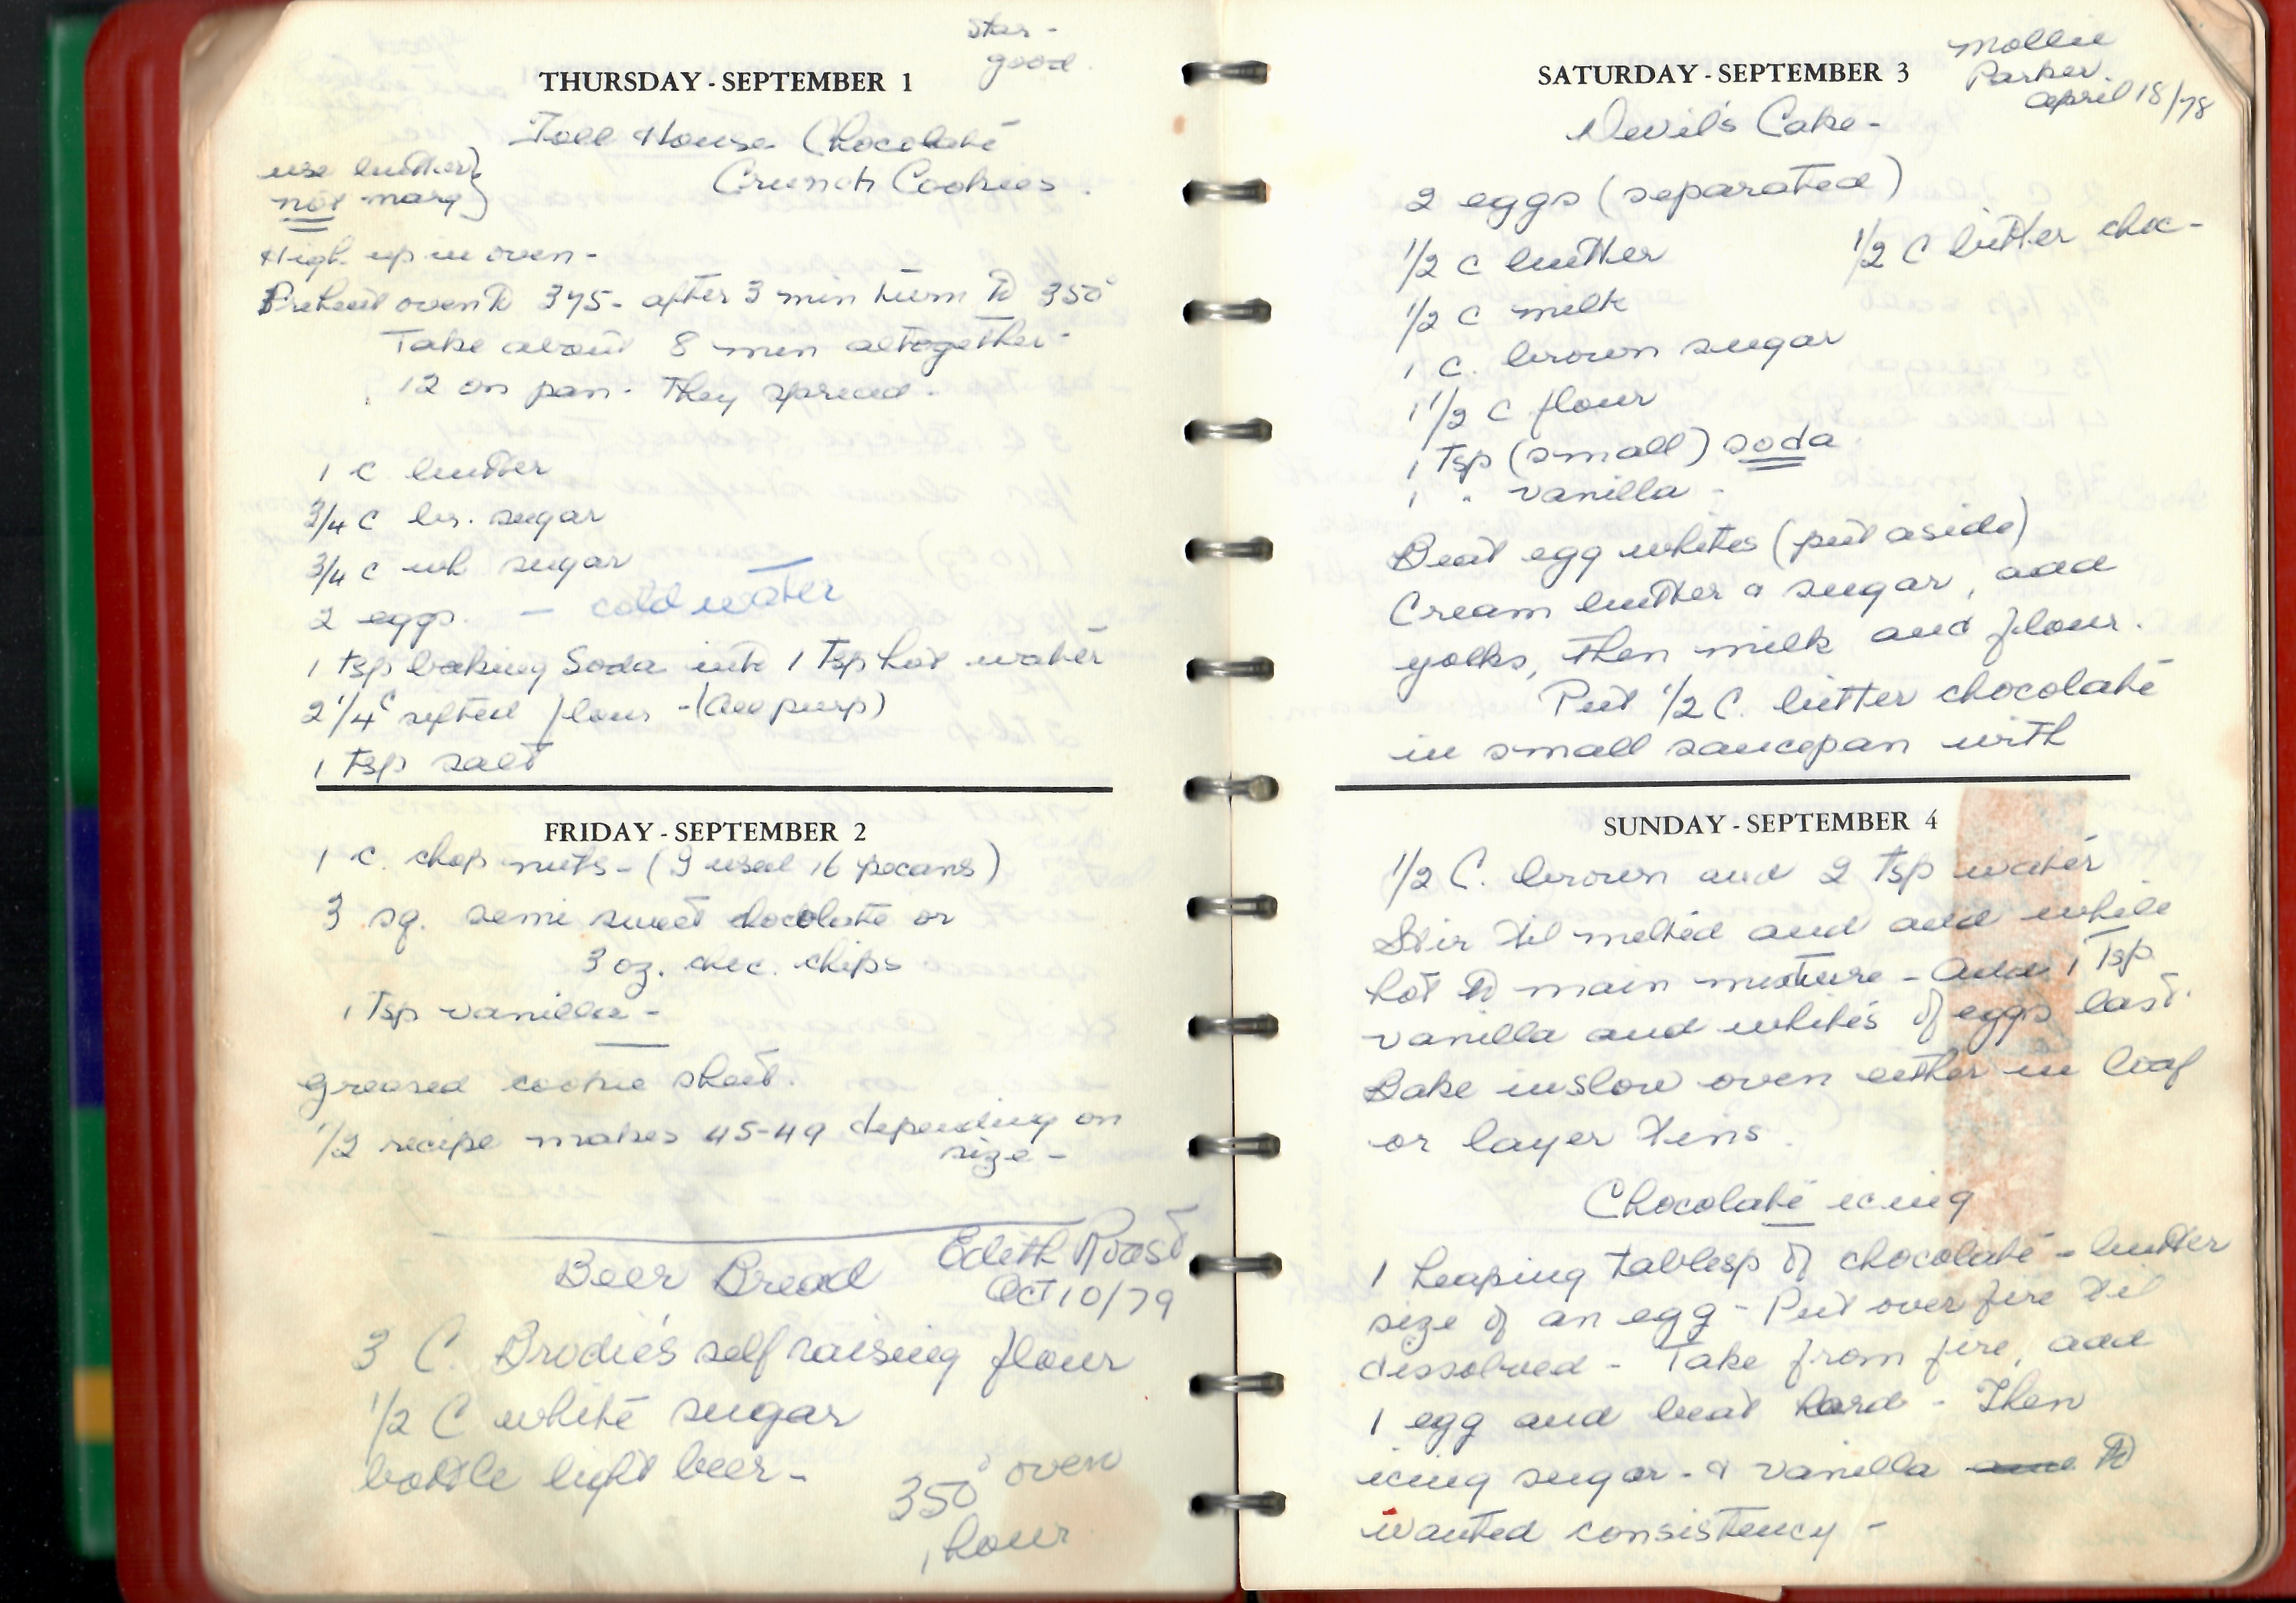 Star -
good.
THURSDAY - SEPTEMBER 1
Toll House Chocolate
Crunch Cookies.
use butter }
not marg }
High up in oven -
Preheat oven to 375 - after 3 min turn to 350°
Take about 8 min altogether -
12 on pan - They spread.
1 c butter
3/4 c br. sugar
3/4 c wh sugar
2 eggs. - cold water
1 tsp baking Soda into 1 Tsp hot water
2 1/4 c sifted flour - (all purp)
1 tsp salt
FRIDAY - SEPTEMBER 2
1 c. chop nuts - (I used 16 pecans)
3 sq. semi sweet chocolate or
3 oz. choc. chips
1 Tsp vanilla -
greased cookie sheet.
1/2 recipe makes 45-49 depending on
size -
Beer Bread
Edith Roast
Oct 10/79
3 C. Brodie's self raising flour
1/2 C white sugar
bottle light beer -
350° oven
1 hour
SATURDAY - SEPTEMBER 3
Mollie
Parker.
April 18/78
Devil's Cake -
2 eggs (separated)
1/2 c butter 1/2 c bitter choc -
1/2 c milk
1 c. brown sugar
1 1/2 c flour
1 Tsp (small) soda.
1 " vanilla -
Beat egg whites (put aside)
Cream butter & sugar, add
yolks, then milk and flour.
Put 1/2 C. bitter chocolate
in small saucepan with
SUNDAY - SEPTEMBER 4
1/2 C. brown and 2 tsp water
Stir til melted and add while
hot to main mixture - Add 1 Tsp
vanilla and whites of eggs last.
Bake in slow oven either in loaf
or layer tins.
Chocolate icing
1 heaping tablesp of chocolate - butter
size of an egg - Put over fire til
dissolved - Take from fire, add
1 egg and beat hard - Then
icing sugar - & vanilla and to
wanted consistency -